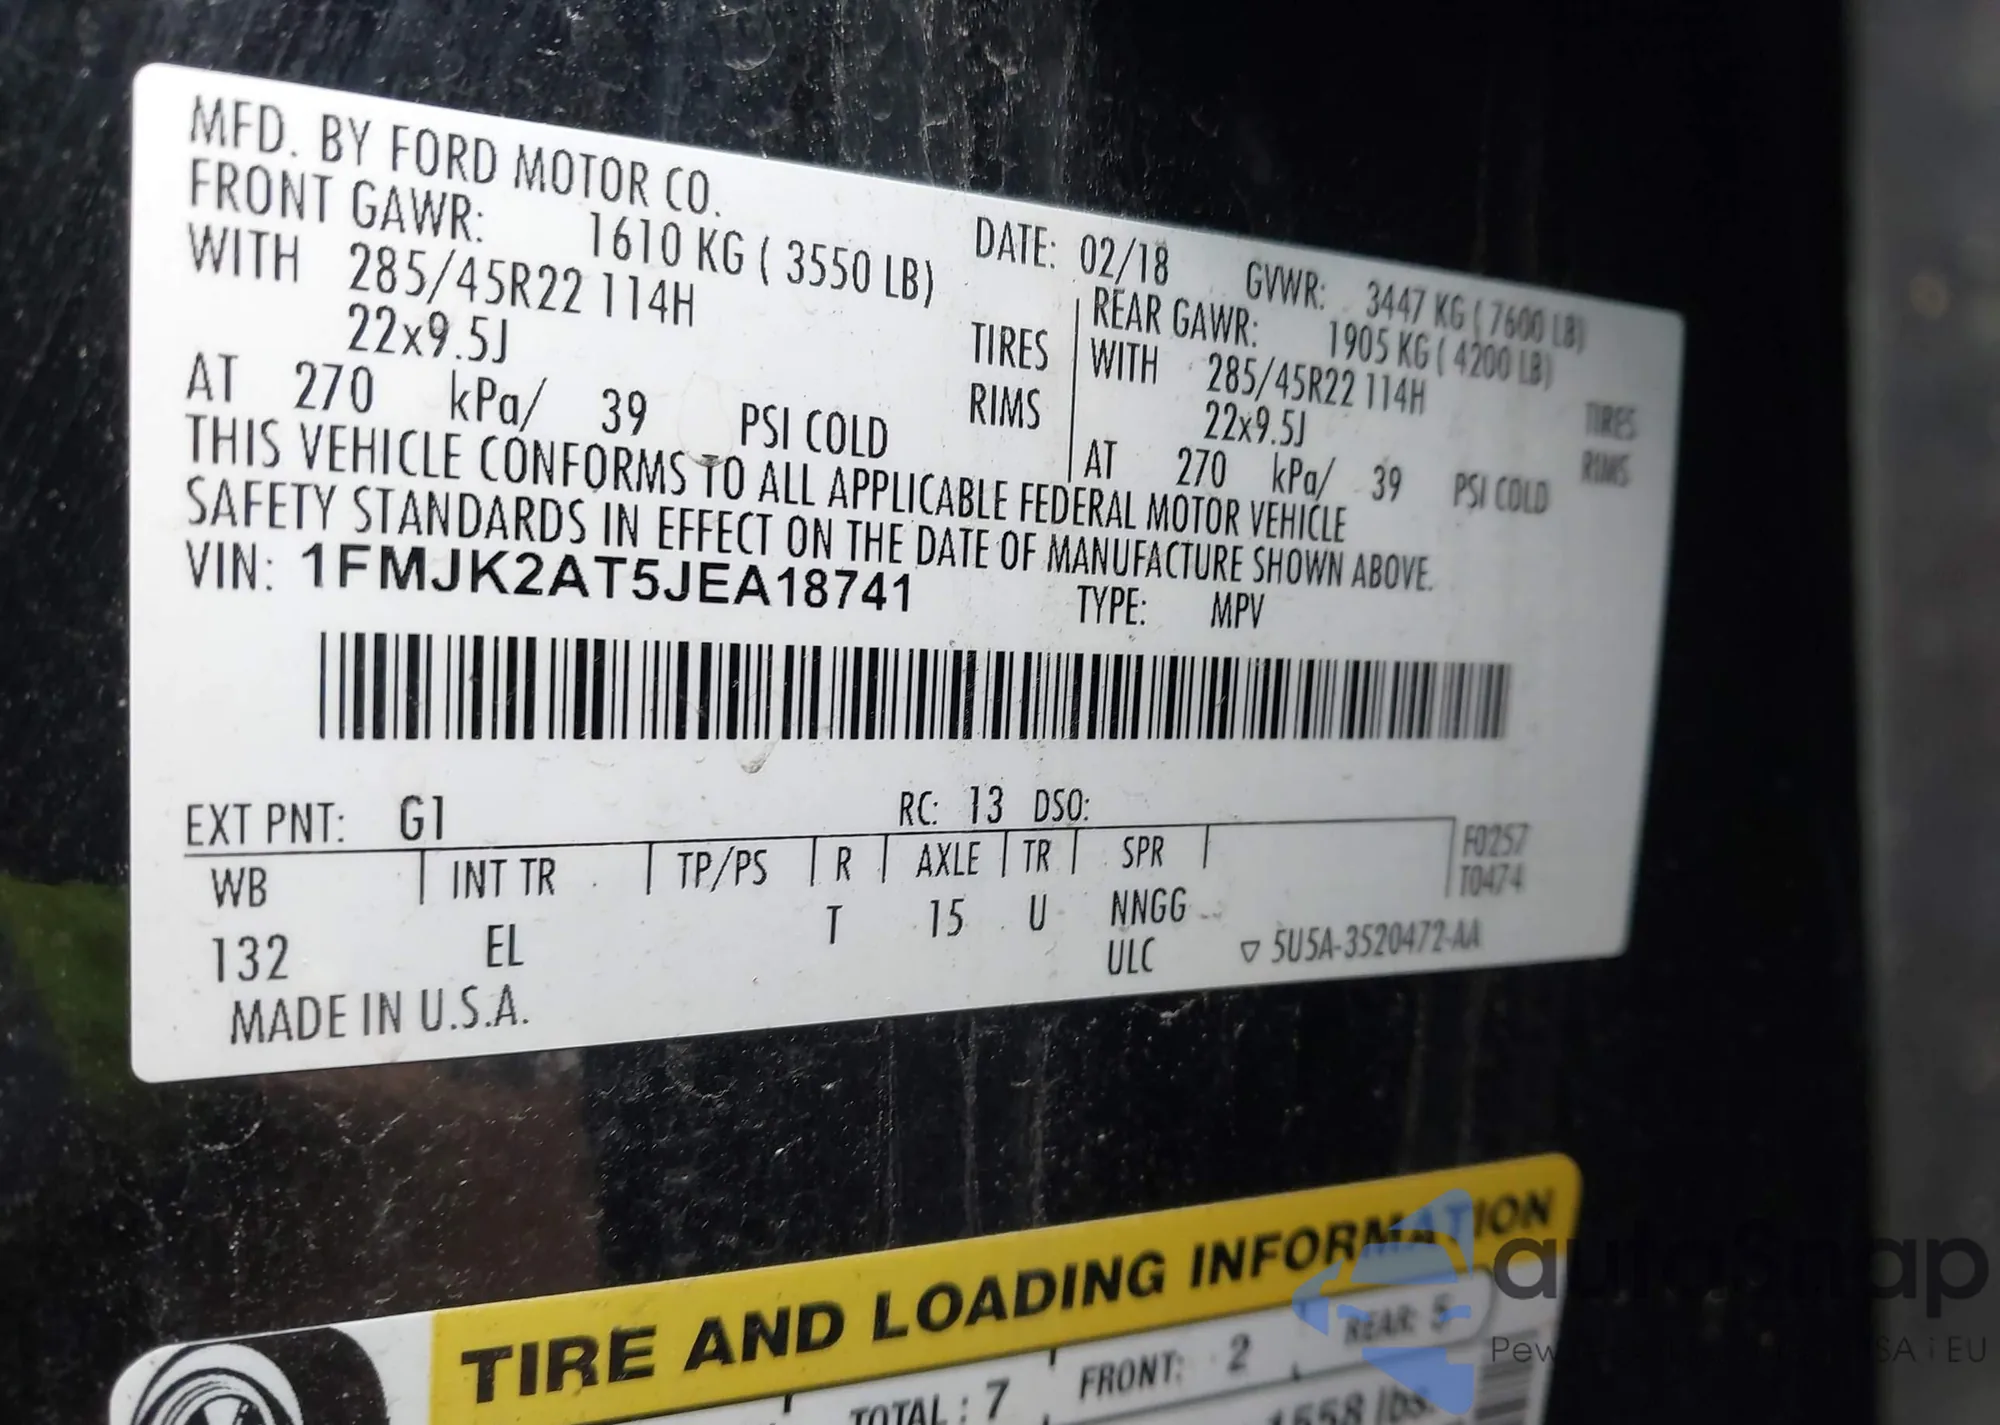 MFD. BY FORD MOTOR CO.
DATE: 02/18 GVWR: 3447 KG ( 7600 LB)
FRONT GAWR: 1610 KG ( 3550 LB)
WITH 285/45R22 114H TIRES
22x9.5J RIMS
AT 270 kPa/ 39 PSI COLD
REAR GAWR: 1905 KG ( 4200 LB)
WITH 285/45R22 114H TIRES
22x9.5J RIMS
AT 270 kPa/ 39 PSI COLD
THIS VEHICLE CONFORMS TO ALL APPLICABLE FEDERAL MOTOR VEHICLE
SAFETY STANDARDS IN EFFECT ON THE DATE OF MANUFACTURE SHOWN ABOVE.
VIN: 1FMJK2AT5JEA18741 TYPE: MPV
EXT PNT: G1 RC: 13 DSO:
WB INT TR TP/PS R AXLE TR SPR F0257
T0474
132 EL T 15 U NNGG
ULC ▽ 5U5A-3520472-AA
MADE IN U.S.A.
TIRE AND LOADING INFORMATION
TOTAL : 7 FRONT: 2 REAR: 5
1558 lbs.
autosnap
USA i EU